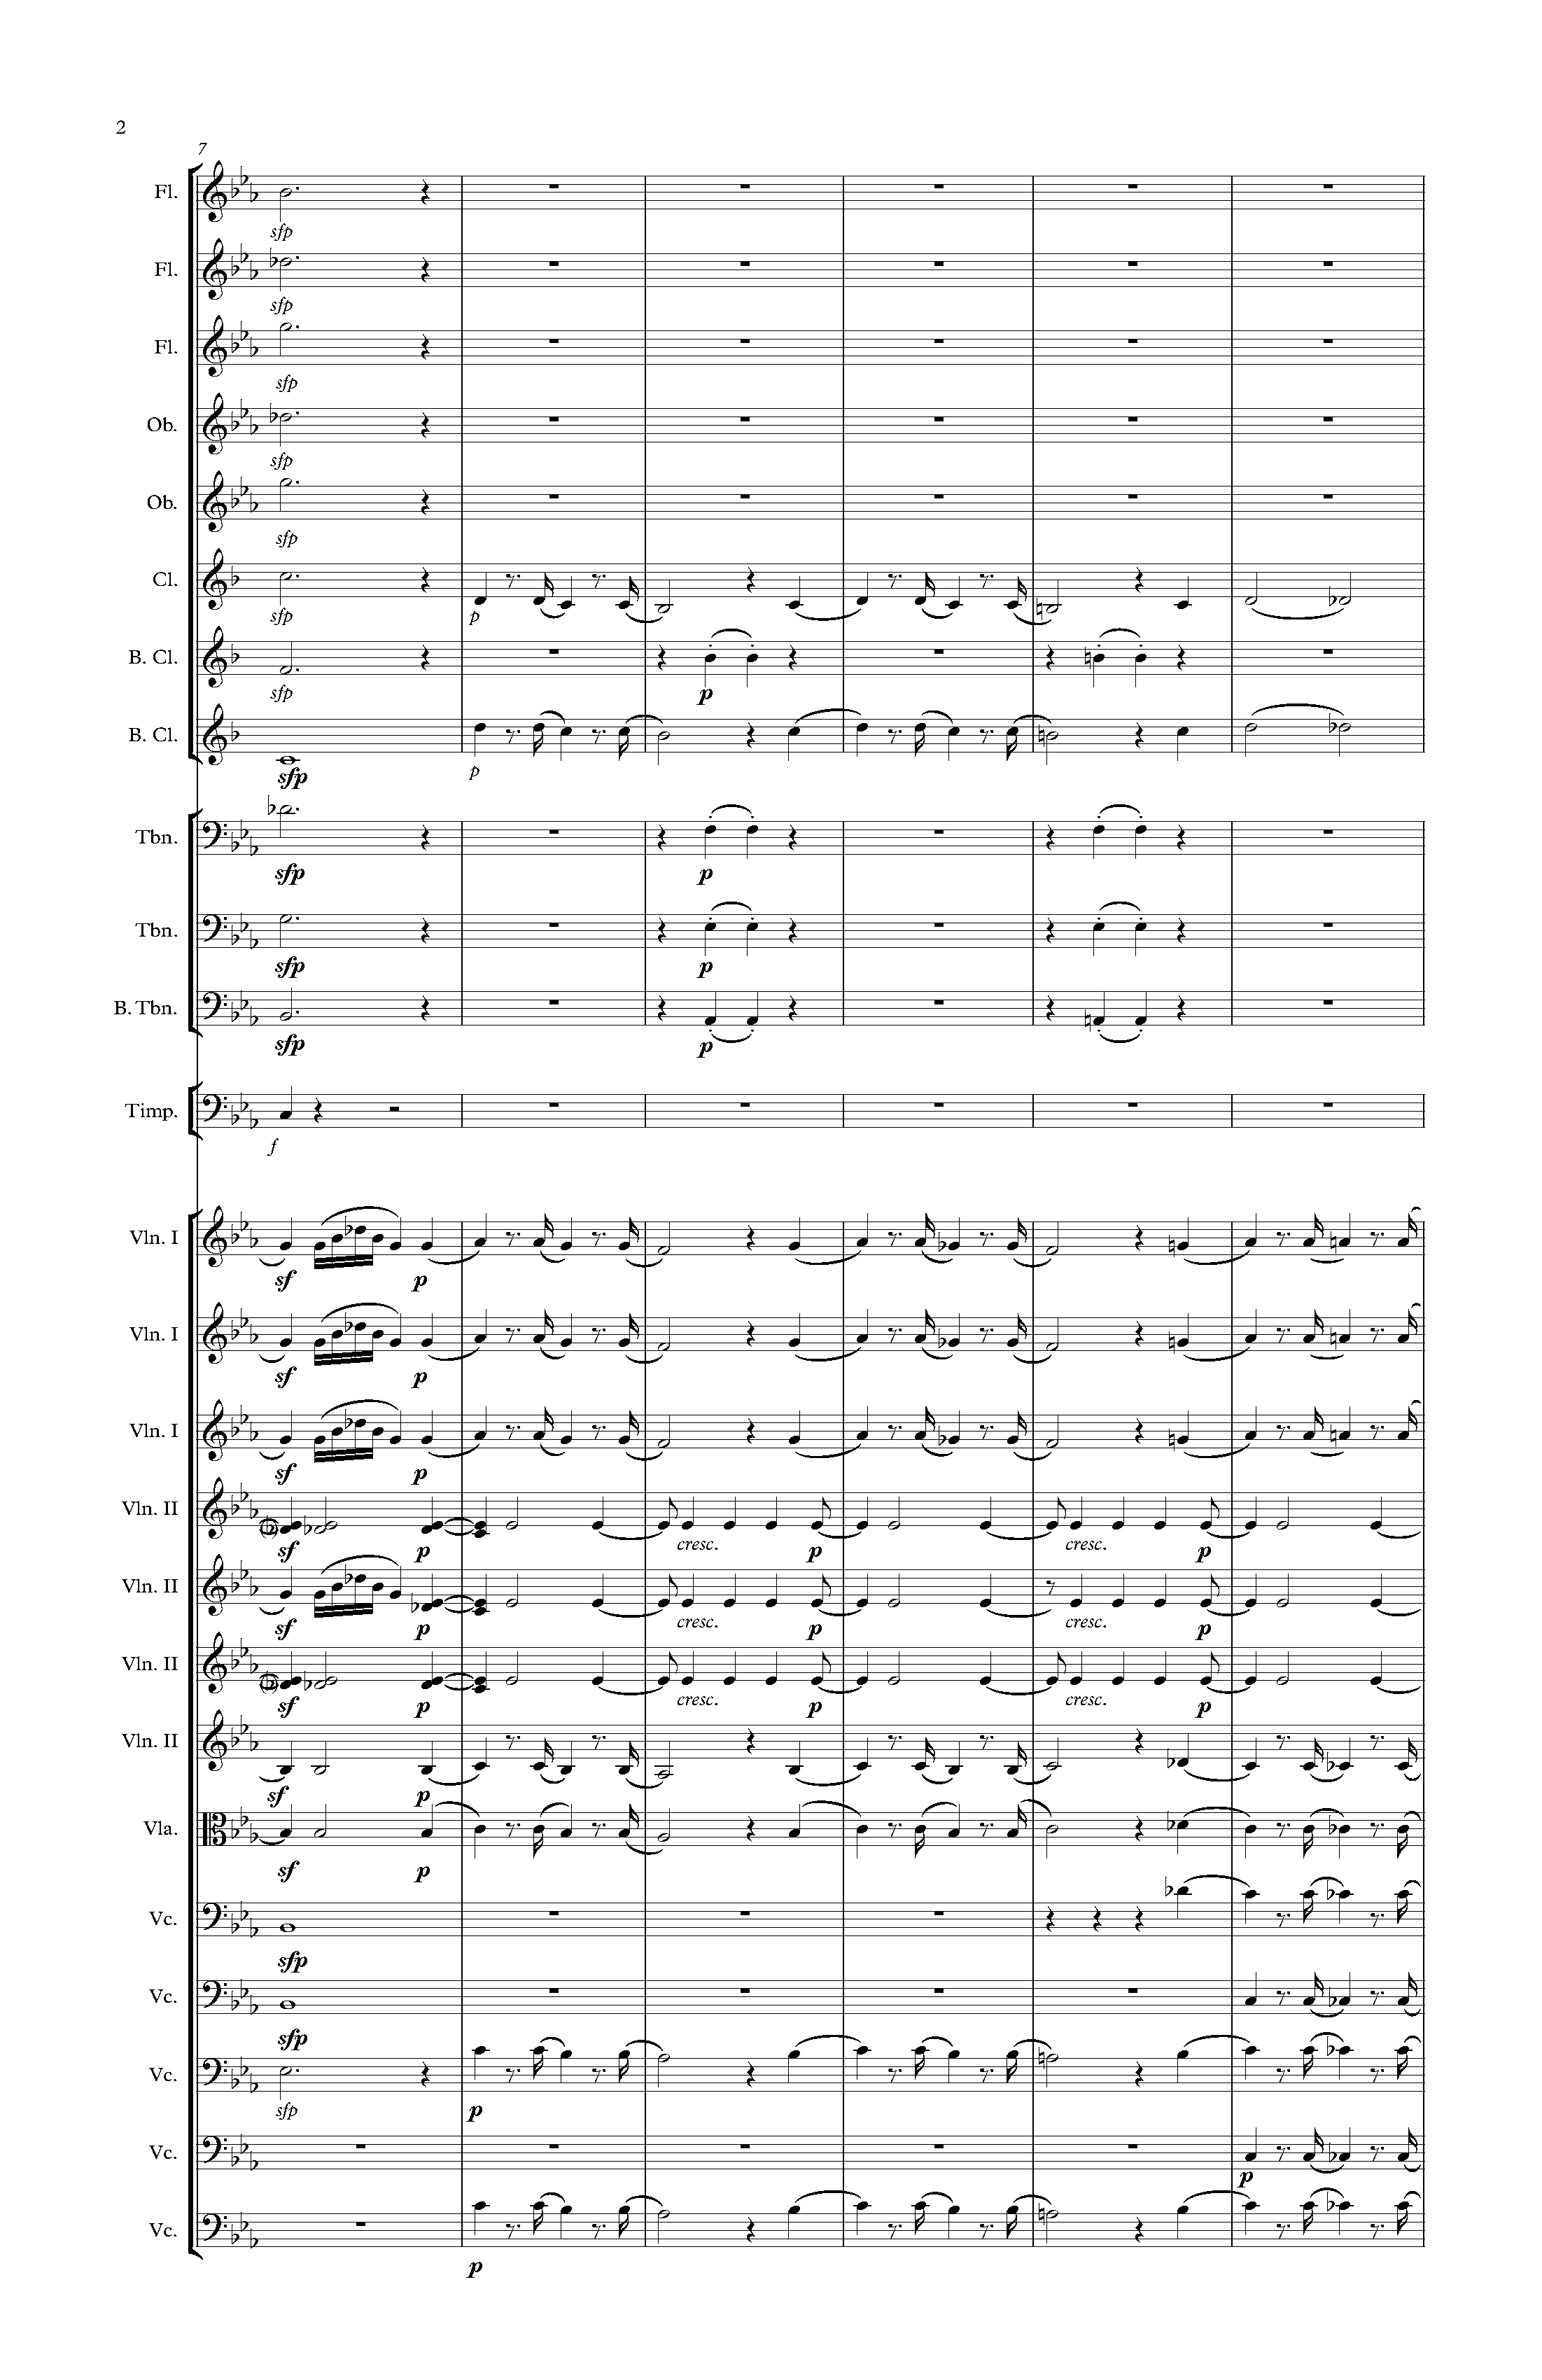 2
7
Fl.
sfp
Fl.
sfp
Fl.
sfp
Ob.
sfp
Ob.
sfp
Cl.
sfp p
B. Cl.
sfp p
B. Cl.
sfp p
Tbn.
sfp p
Tbn.
sfp p
B. Tbn.
sfp p
Timp.
f
Vln. I
sf p
Vln. I
sf p
Vln. I
sf p
Vln. II
sf p cresc. p cresc. p
Vln. II
sf p cresc. p cresc. p
Vln. II
sf p cresc. p cresc. p
Vln. II
sf p
Vla.
sf p
Vc.
sfp
Vc.
sfp
Vc.
sfp p
Vc.
p
Vc.
p